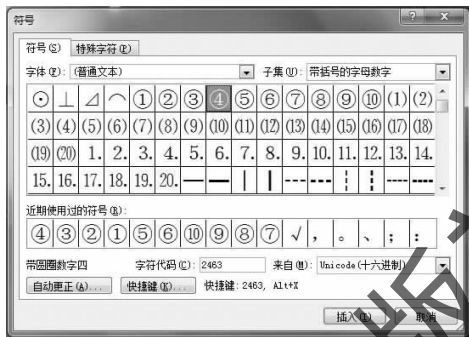 符号
符号(S) 特殊字符(P)
字体(F): (普通文本) 子集(U): 带括号的字母数字
⊙ ⊥ ⊿ ⌒ ① ② ③ ④ ⑤ ⑥ ⑦ ⑧ ⑨ ⑩ ⑴ ⑵
⑶ ⑷ ⑸ ⑹ ⑺ ⑻ ⑼ ⑽ ⑾ ⑿ ⒀ ⒁ ⒂ ⒃ ⒄ ⒅
⒆ ⒇ ⒈ ⒉ ⒊ ⒋ ⒌ ⒍ ⒎ ⒏ ⒐ ⒑ ⒒ ⒓ ⒔ ⒕
⒖ ⒗ ⒘ ⒙ ⒚ ⒛ ─ ━ │ ┃ ┄ ┅ ┆ ┇ ┈ ┉
近期使用过的符号(R):
④ ③ ② ① ⑤ ⑥ ⑩ ⑨ ⑧ ⑦ √ , 。 、 ; :
带圆圈数字四 字符代码(C): 2463 来自(M): Unicode(十六进制)
自动更正(A)... 快捷键(K)... 快捷键: 2463, Alt+X
插入(I) 取消
版